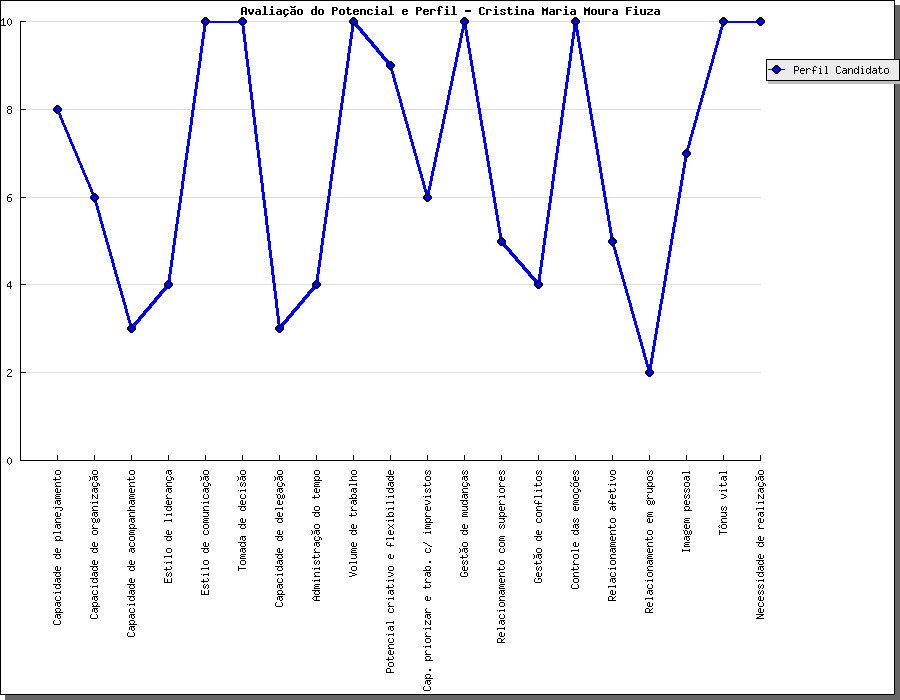 Avaliação do Potencial e Perfil - Cristina Maria Moura Fiuza
Perfil Candidato
10
8
6
4
2
0
Capacidade de planejamento
Capacidade de organização
Capacidade de acompanhamento
Estilo de liderança
Estilo de comunicação
Tomada de decisão
Capacidade de delegação
Administração do tempo
Volume de trabalho
Potencial criativo e flexibilidade
Cap. priorizar e trab. c/ imprevistos
Gestão de mudanças
Relacionamento com superiores
Gestão de conflitos
Controle das emoções
Relacionamento afetivo
Relacionamento em grupos
Imagem pessoal
Tônus vital
Necessidade de realização